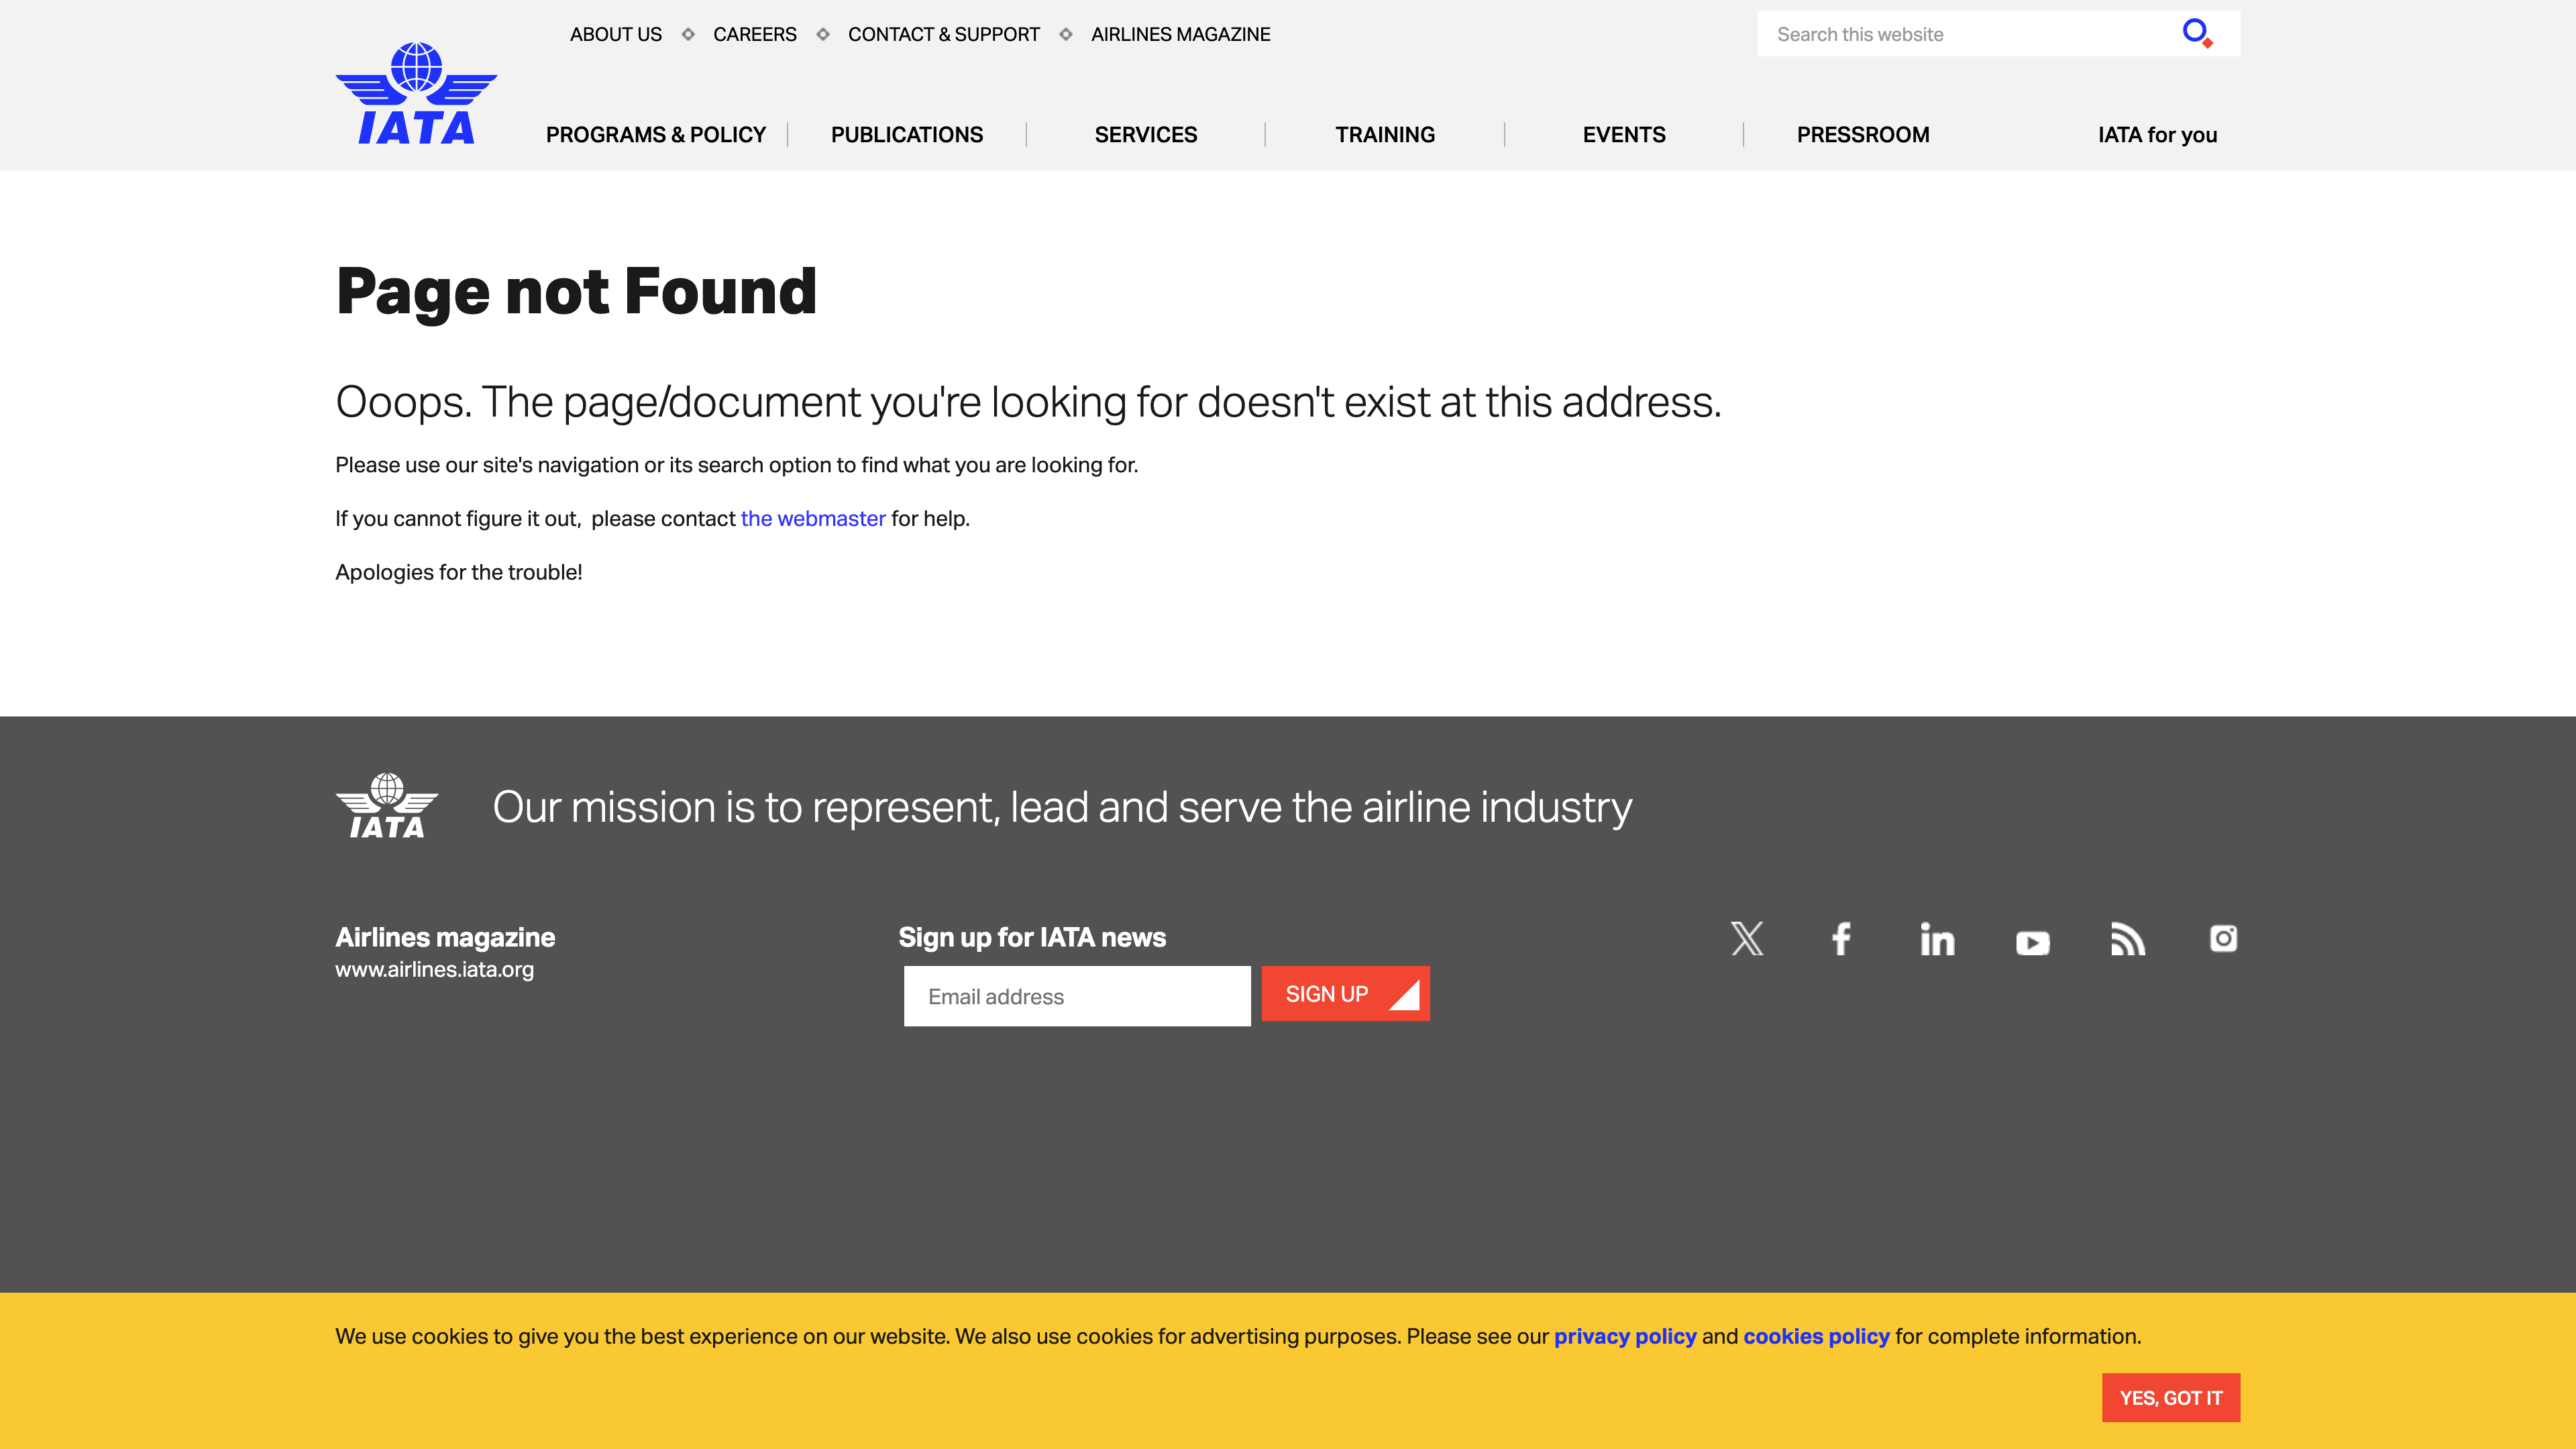 ABOUT US
CAREERS
CONTACT & SUPPORT
AIRLINES MAGAZINE
Search this website
IATA
PROGRAMS & POLICY
PUBLICATIONS
SERVICES
TRAINING
EVENTS
PRESSROOM
IATA for you
Page not Found
Ooops. The page/document you're looking for doesn't exist at this address.
Please use our site's navigation or its search option to find what you are looking for.
If you cannot figure it out,  please contact the webmaster for help.
Apologies for the trouble!
IATA
Our mission is to represent, lead and serve the airline industry
Airlines magazine
www.airlines.iata.org
Sign up for IATA news
Email address
SIGN UP
We use cookies to give you the best experience on our website. We also use cookies for advertising purposes. Please see our privacy policy and cookies policy for complete information.
YES, GOT IT